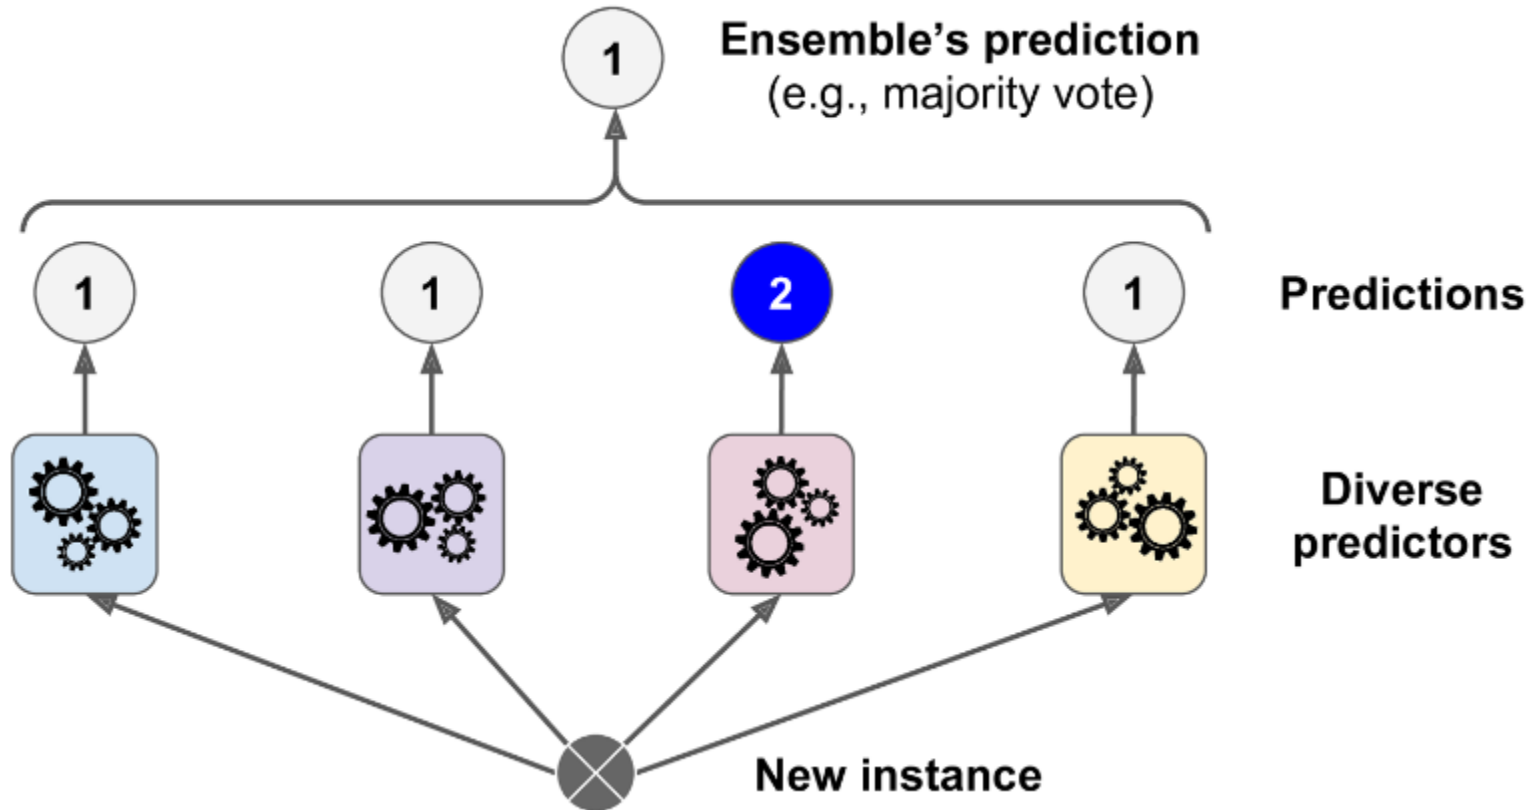 1
Ensemble’s prediction
(e.g., majority vote)
1 1 2 1 Predictions
Diverse
predictors
New instance